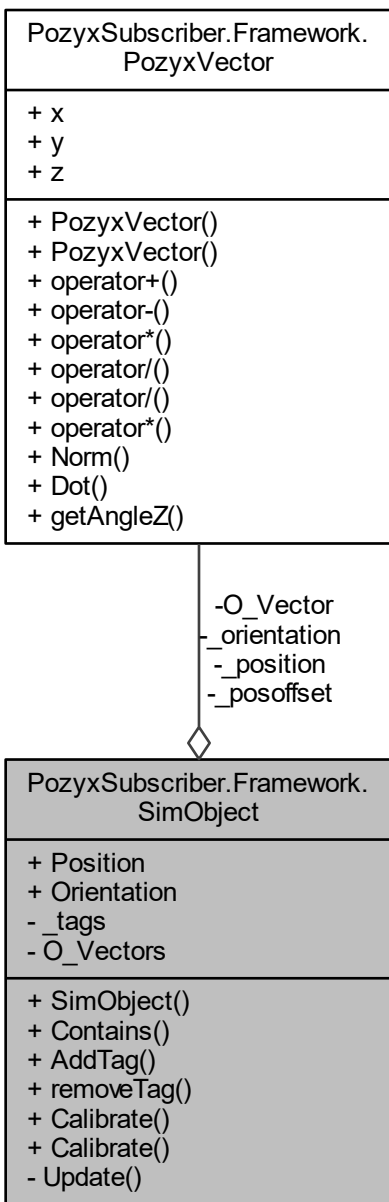 PozyxSubscriber.Framework.
PozyxVector
+ x
+ y
+ z
+ PozyxVector()
+ PozyxVector()
+ operator+()
+ operator-()
+ operator*()
+ operator/()
+ operator/()
+ operator*()
+ Norm()
+ Dot()
+ getAngleZ()
-O_Vector
-_orientation
-_position
-_posoffset
PozyxSubscriber.Framework.
SimObject
+ Position
+ Orientation
- _tags
- O_Vectors
+ SimObject()
+ Contains()
+ AddTag()
+ removeTag()
+ Calibrate()
+ Calibrate()
- Update()